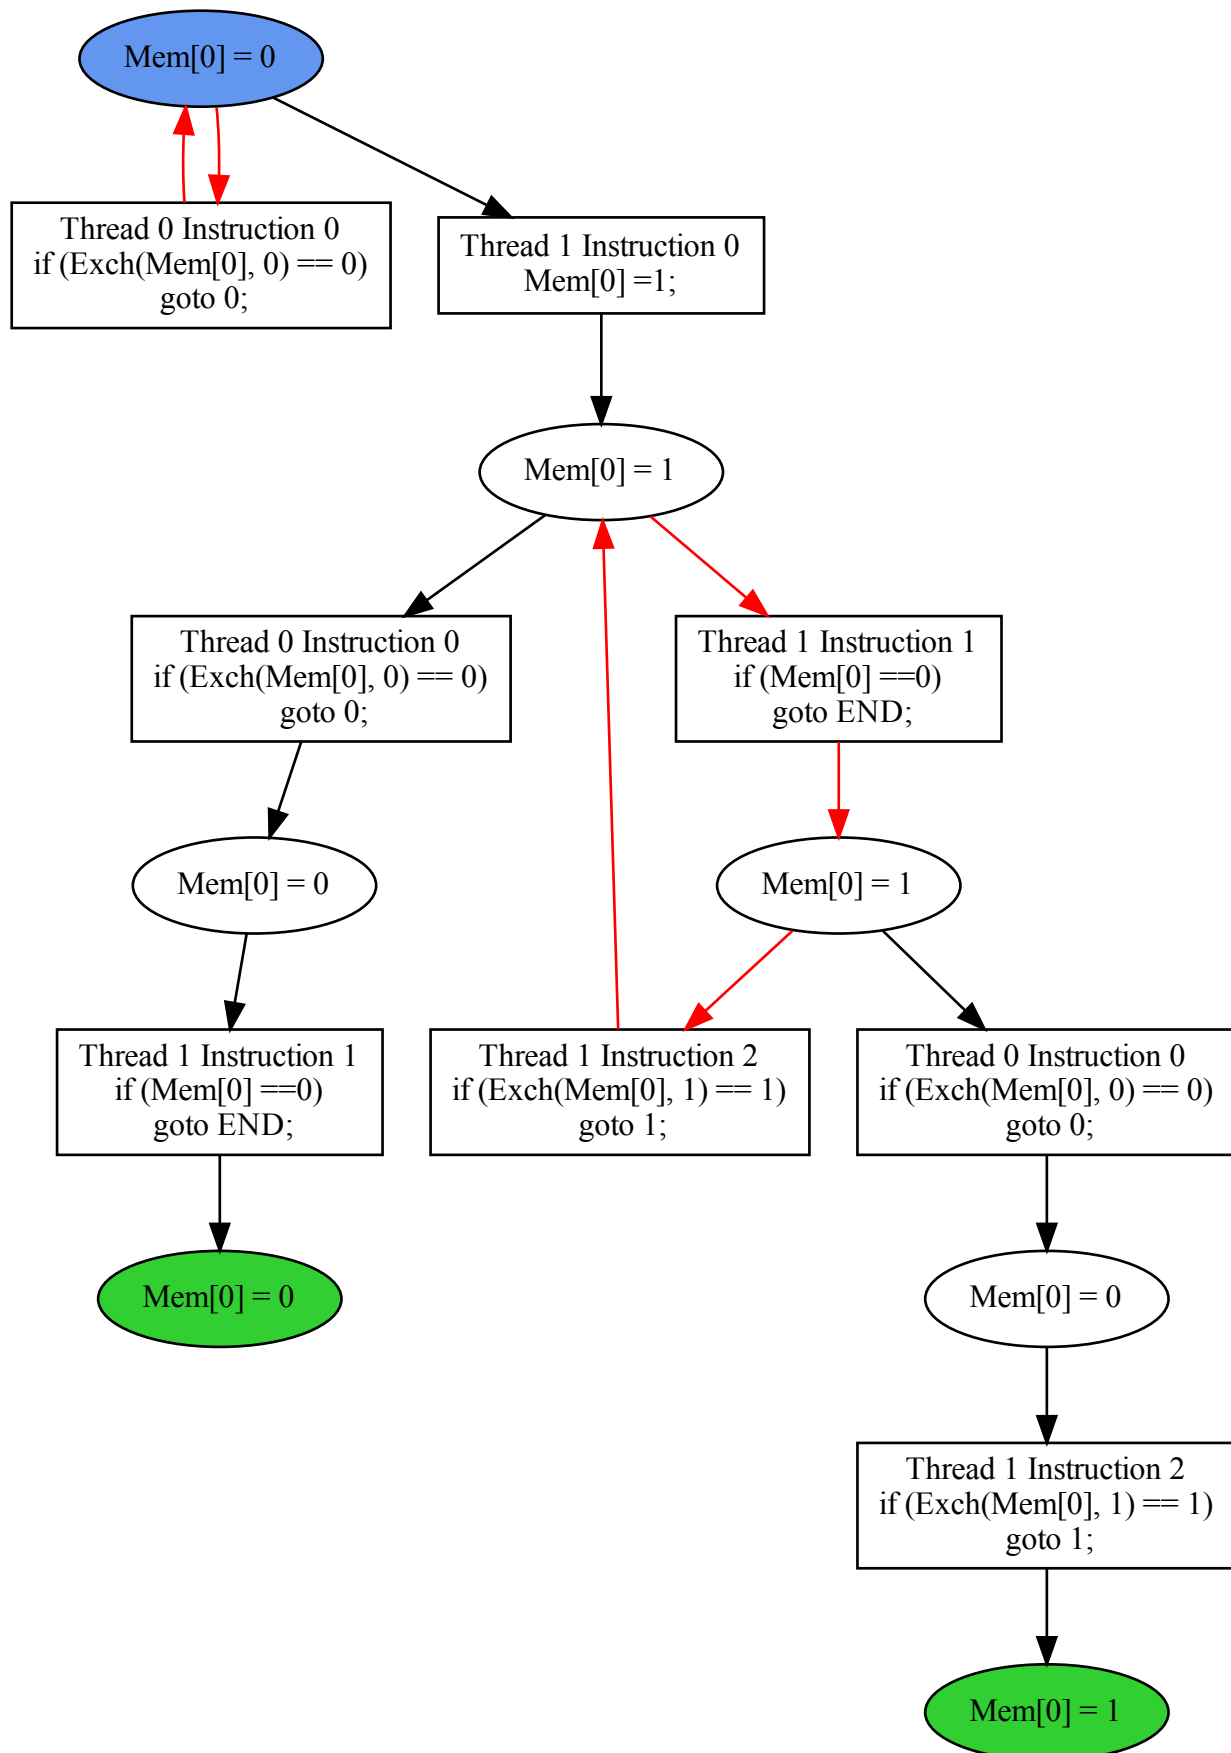 Mem[0] = 0
Thread 0 Instruction 0
if (Exch(Mem[0], 0) == 0)
goto 0;
Thread 1 Instruction 0
Mem[0] =1;
Mem[0] = 1
Thread 0 Instruction 0
if (Exch(Mem[0], 0) == 0)
goto 0;
Thread 1 Instruction 1
if (Mem[0] ==0)
goto END;
Mem[0] = 0
Mem[0] = 1
Thread 1 Instruction 1
if (Mem[0] ==0)
goto END;
Thread 1 Instruction 2
if (Exch(Mem[0], 1) == 1)
goto 1;
Thread 0 Instruction 0
if (Exch(Mem[0], 0) == 0)
goto 0;
Mem[0] = 0
Mem[0] = 0
Thread 1 Instruction 2
if (Exch(Mem[0], 1) == 1)
goto 1;
Mem[0] = 1